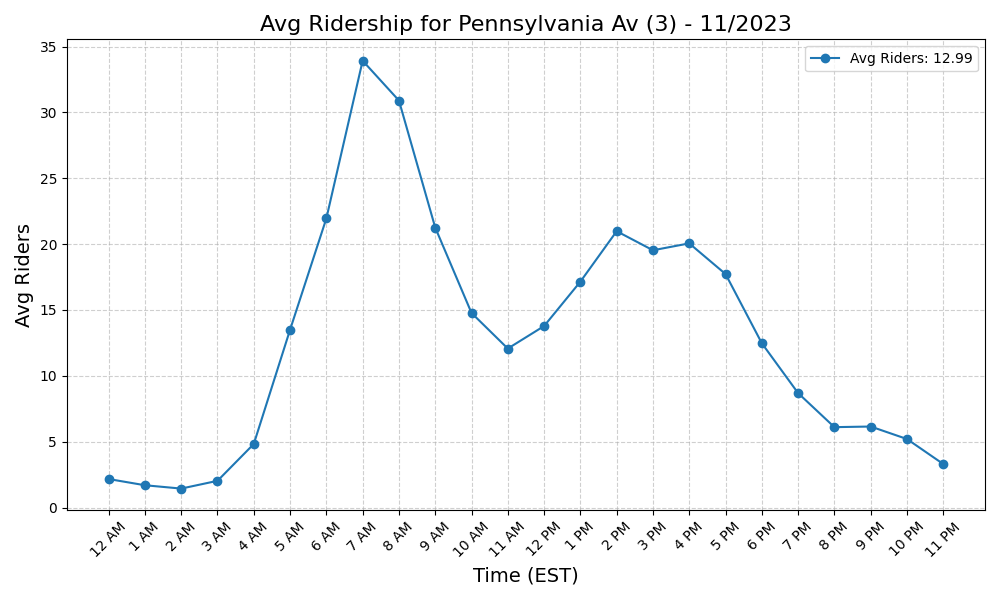 Avg Ridership for Pennsylvania Av (3) - 11/2023
Avg Riders: 12.99
Avg Riders
35
30
25
20
15
10
5
0
12 AM
1 AM
2 AM
3 AM
4 AM
5 AM
6 AM
7 AM
8 AM
9 AM
10 AM
11 AM
12 PM
1 PM
2 PM
3 PM
4 PM
5 PM
6 PM
7 PM
8 PM
9 PM
10 PM
11 PM
Time (EST)